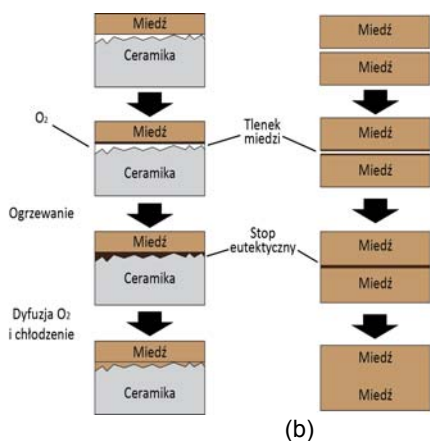 Miedź
Ceramika
Miedź
Miedź
O₂
Miedź
Ceramika
Tlenek
miedzi
Miedź
Miedź
Ogrzewanie
Miedź
Ceramika
Stop
eutektyczny
Miedź
Miedź
Dyfuzja O₂
i chłodzenie
Miedź
Ceramika
Miedź
Miedź
(b)